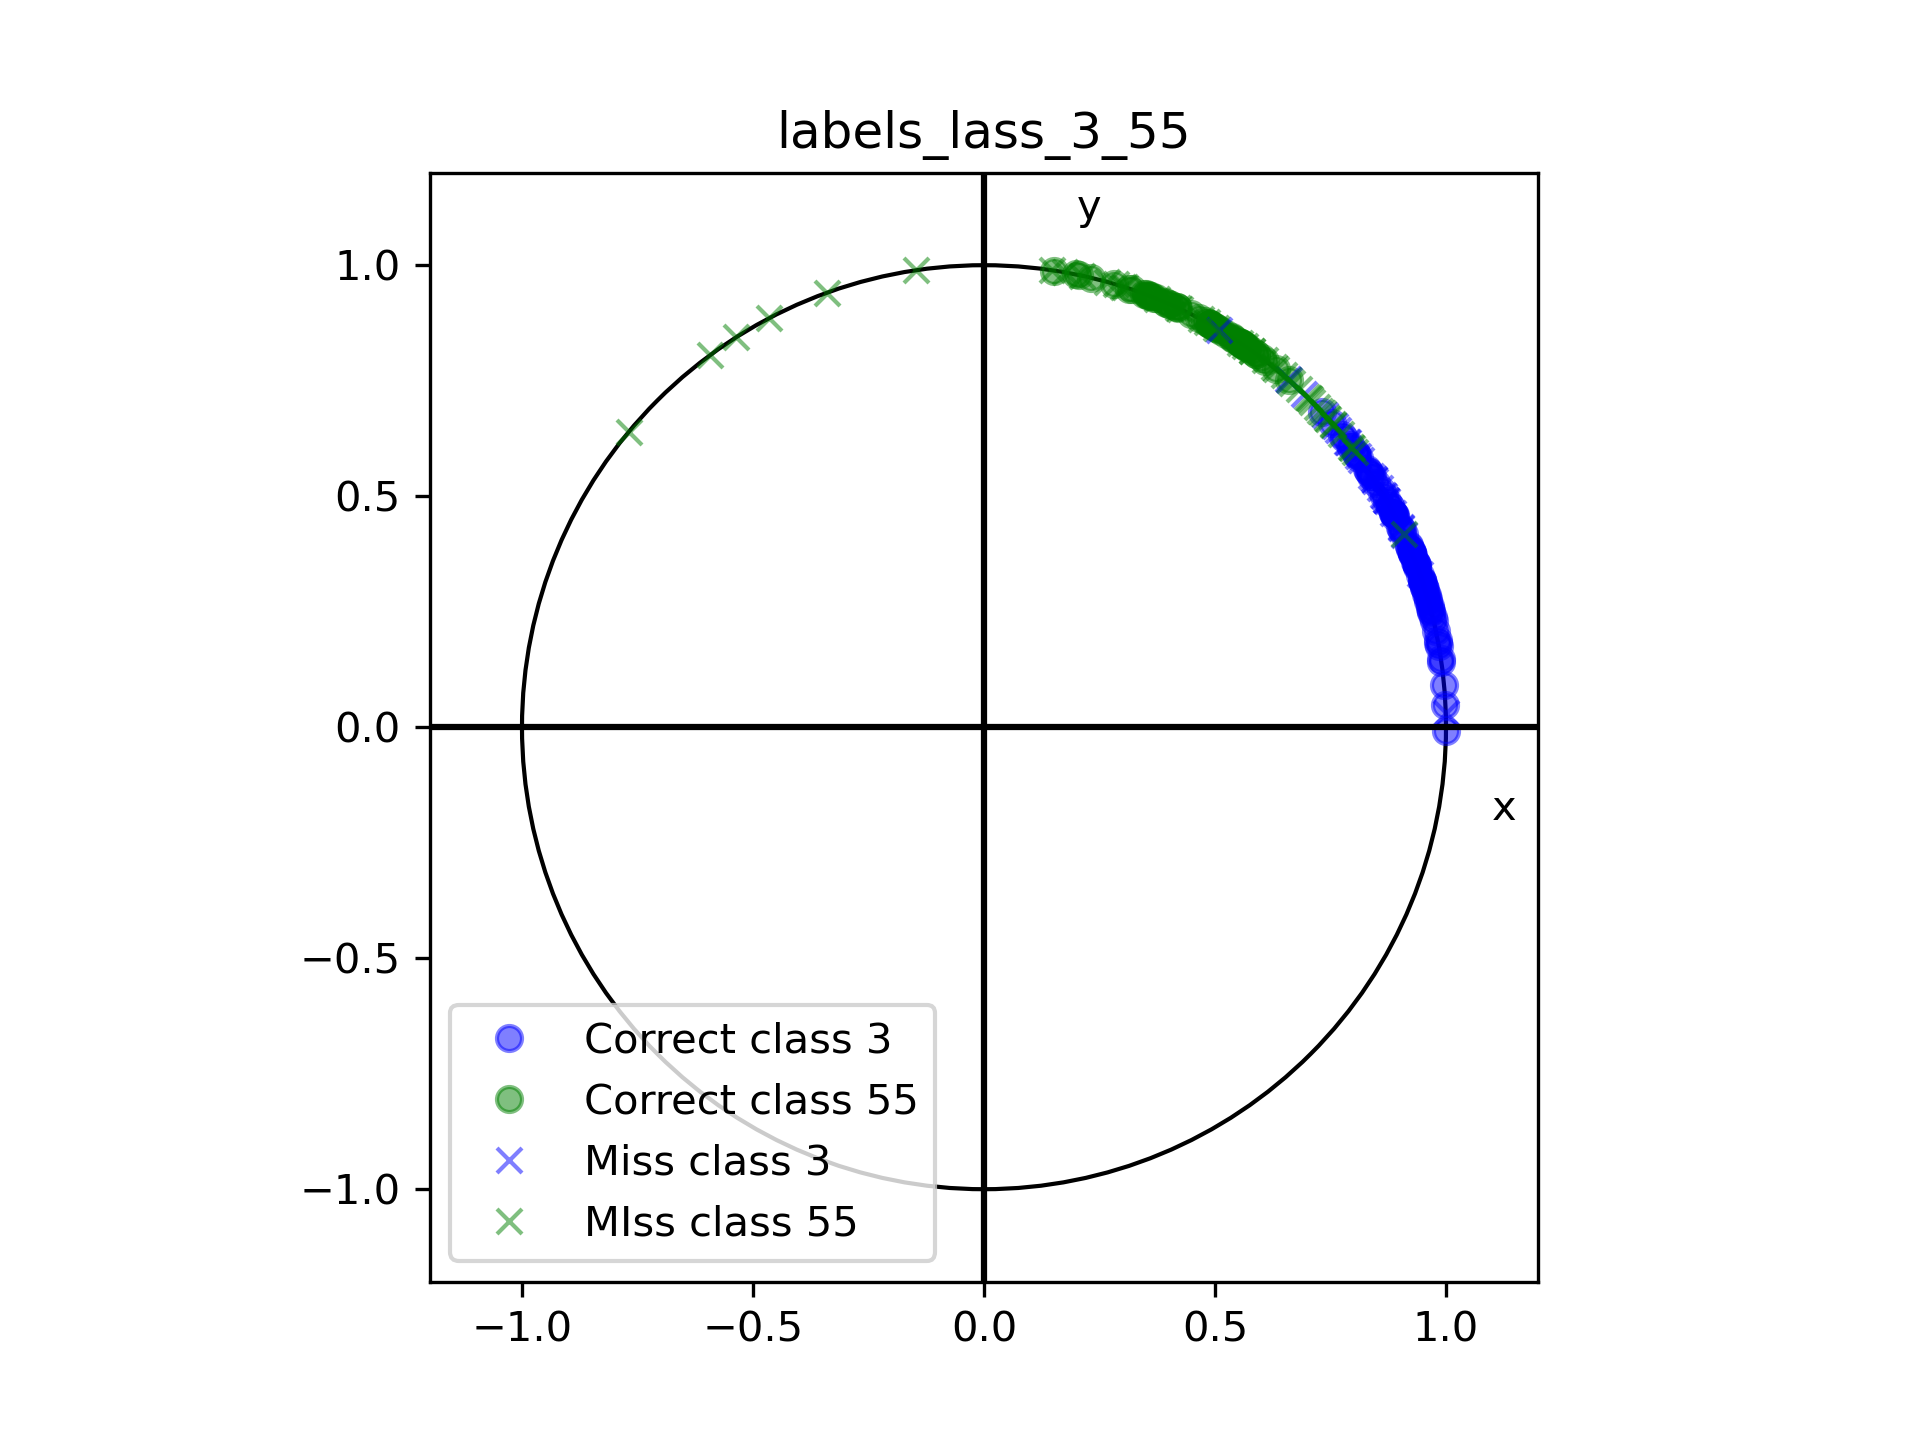 labels_lass_3_55
y
1.0
0.5
0.0
x
−0.5
−1.0
Correct class 3
Correct class 55
Miss class 3
MIss class 55
−1.0 −0.5 0.0 0.5 1.0